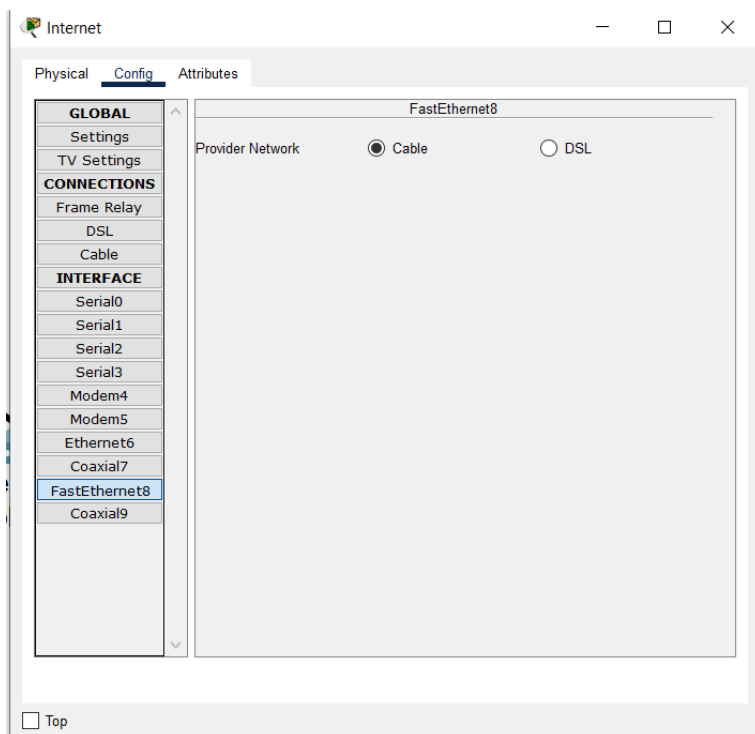 Internet
Physical Config Attributes
GLOBAL
Settings
TV Settings
CONNECTIONS
Frame Relay
DSL
Cable
INTERFACE
Serial0
Serial1
Serial2
Serial3
Modem4
Modem5
Ethernet6
Coaxial7
FastEthernet8
Coaxial9
FastEthernet8
Provider Network Cable DSL
Top